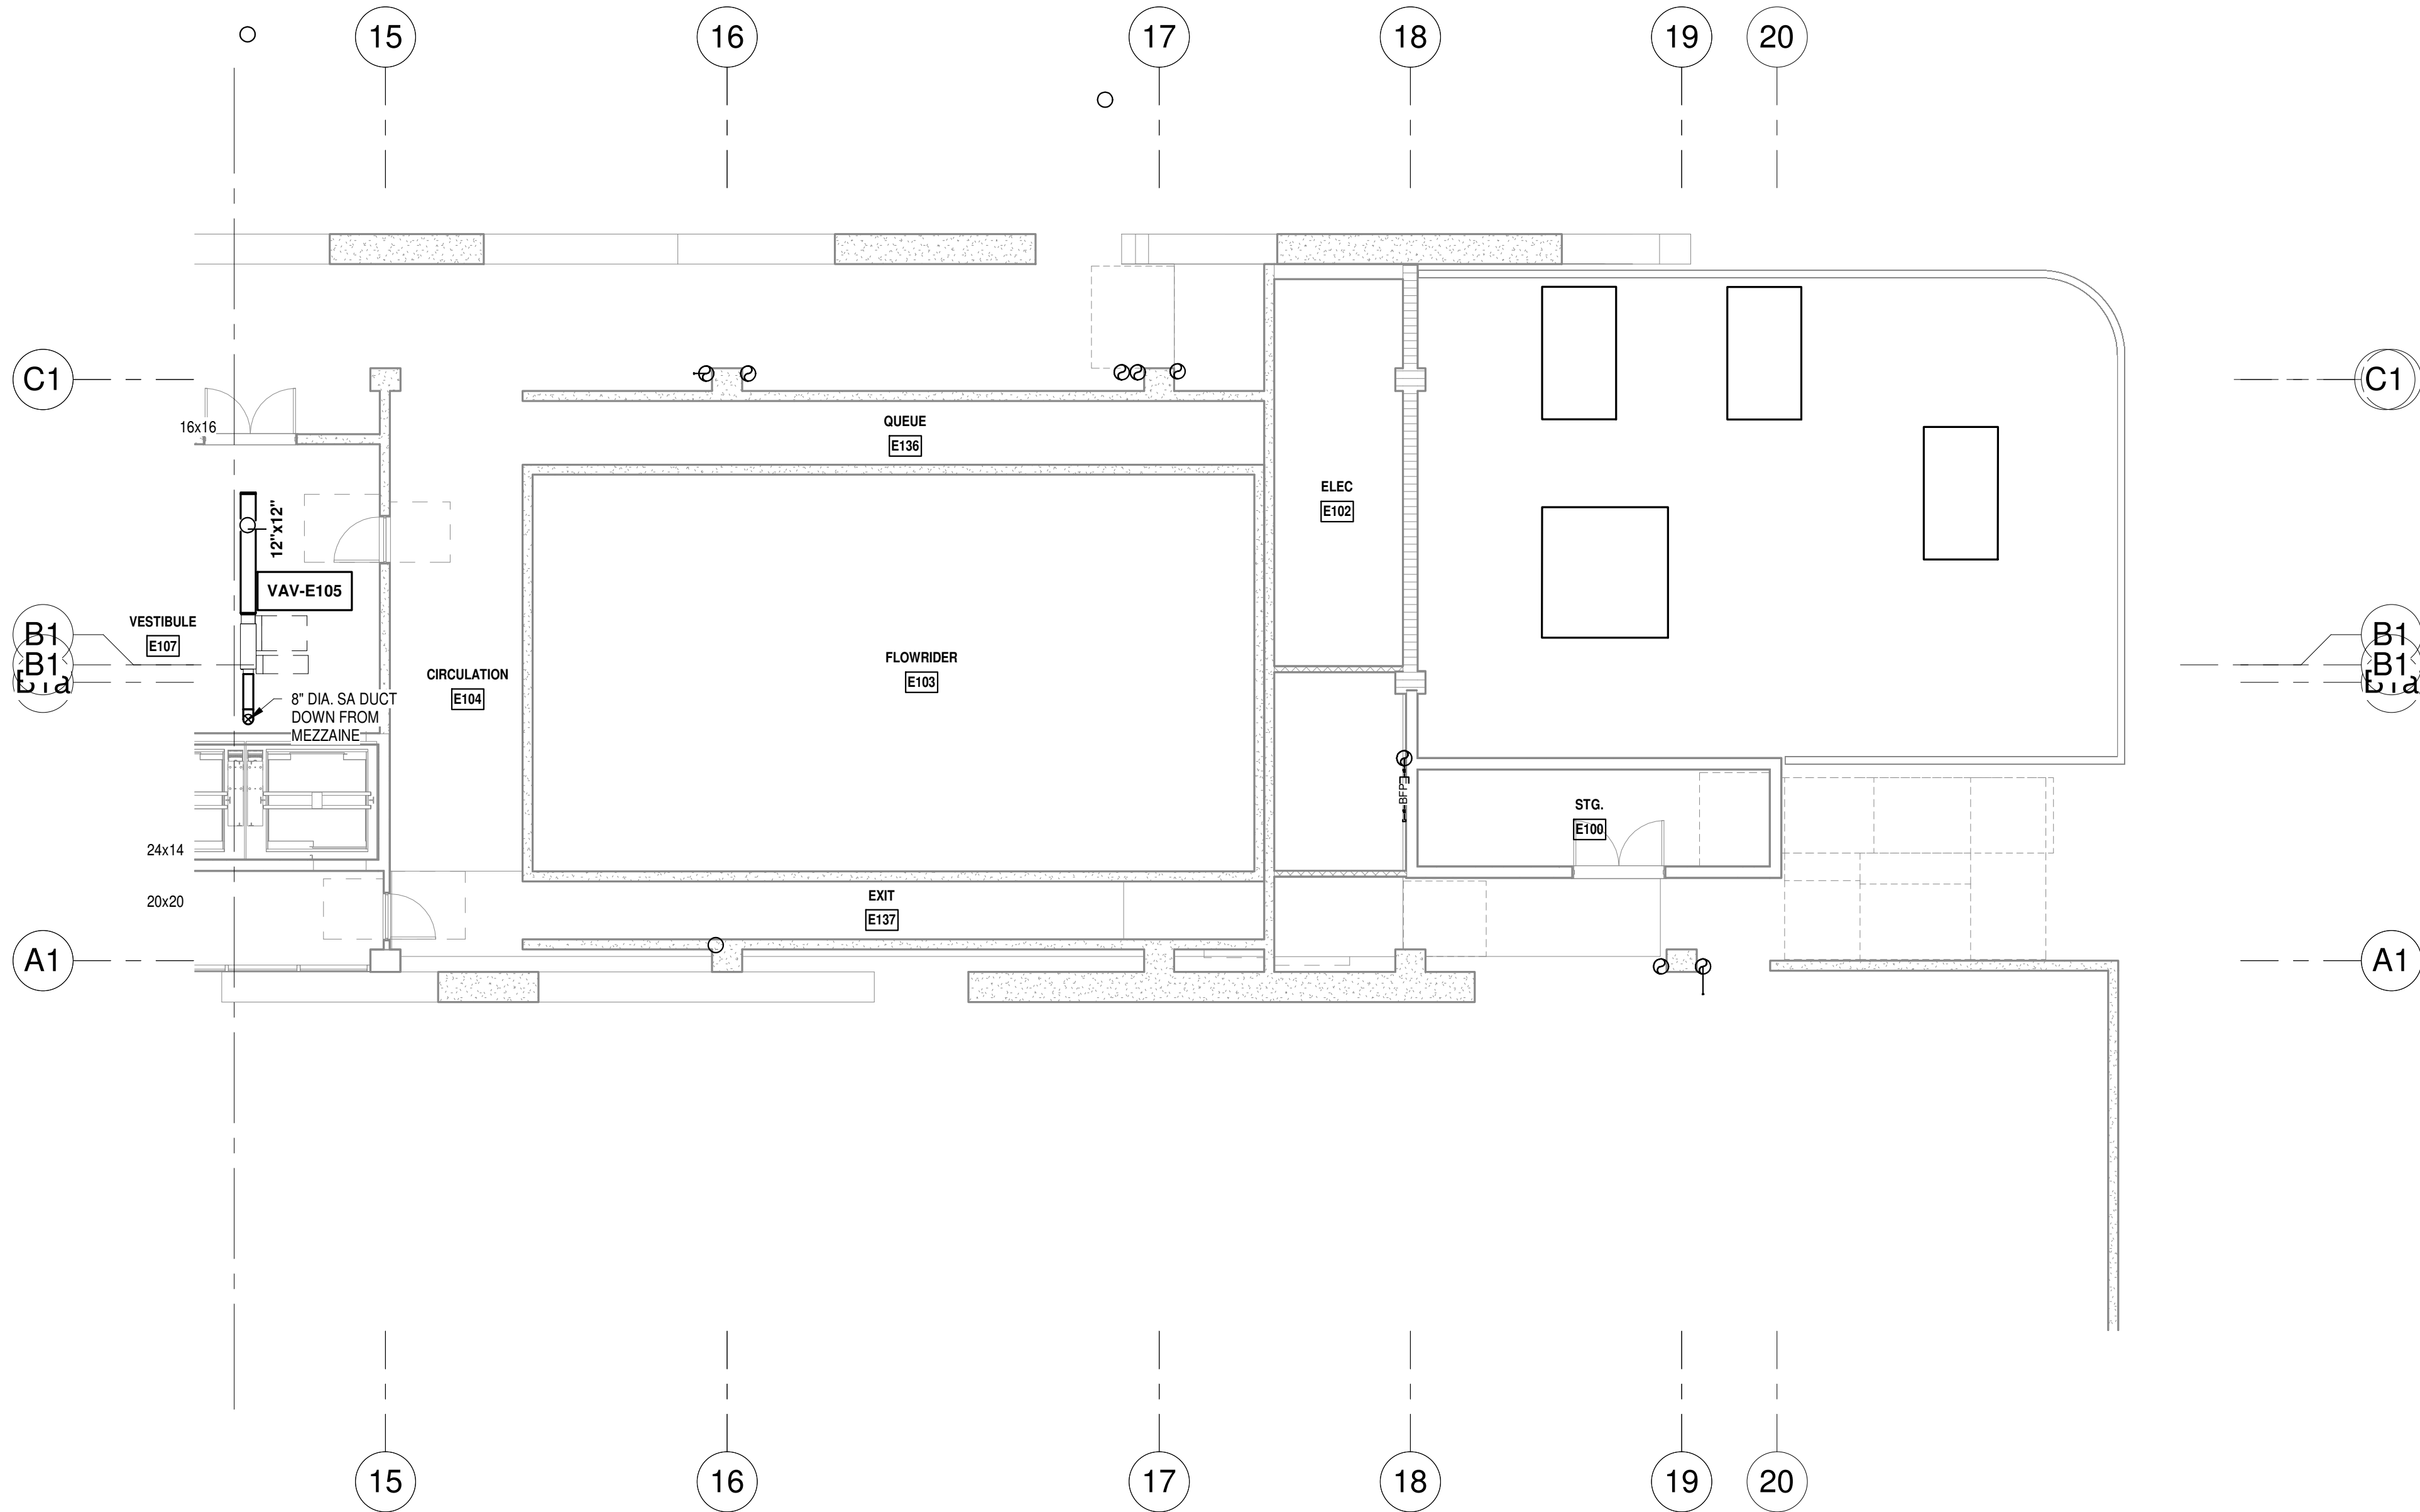 15
16
17
18
19
20
C1
C1
16x16
QUEUE
E136
12"x12"
ELEC
E102
VAV-E105
VESTIBULE
E107
B1
B1
B1a
B1
B1
B1a
FLOWRIDER
E103
CIRCULATION
E104
8" DIA. SA DUCT
DOWN FROM
MEZZAINE
BFP
STG.
E100
24x14
20x20
EXIT
E137
A1
A1
15
16
17
18
19
20